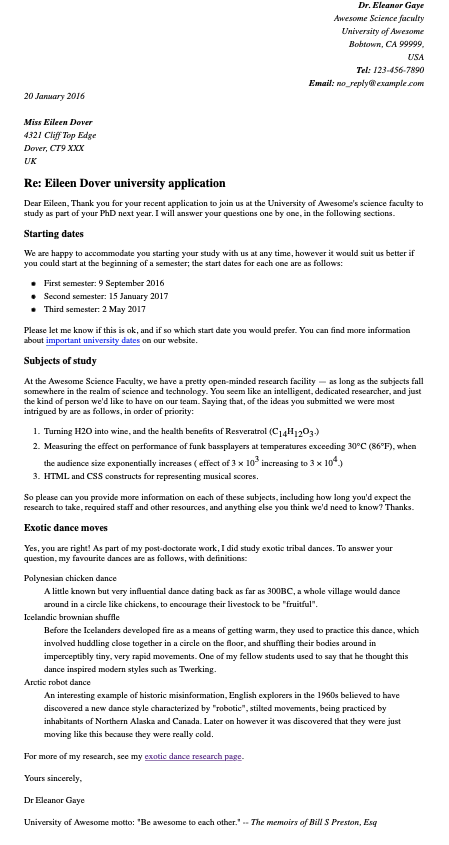 Dr. Eleanor Gaye
Awesome Science faculty
University of Awesome
Bobtown, CA 99999,
USA
Tel: 123-456-7890
Email: no_reply@example.com
20 January 2016
Miss Eileen Dover
4321 Cliff Top Edge
Dover, CT9 XXX
UK
Re: Eileen Dover university application
Dear Eileen, Thank you for your recent application to join us at the University of Awesome's science faculty to
study as part of your PhD next year. I will answer your questions one by one, in the following sections.
Starting dates
We are happy to accommodate you starting your study with us at any time, however it would suit us better if
you could start at the beginning of a semester; the start dates for each one are as follows:
● First semester: 9 September 2016
● Second semester: 15 January 2017
● Third semester: 2 May 2017
Please let me know if this is ok, and if so which start date you would prefer. You can find more information
about important university dates on our website.
Subjects of study
At the Awesome Science Faculty, we have a pretty open-minded research facility — as long as the subjects fall
somewhere in the realm of science and technology. You seem like an intelligent, dedicated researcher, and just
the kind of person we'd like to have on our team. Saying that, of the ideas you submitted we were most
intrigued by are as follows, in order of priority:
1. Turning H2O into wine, and the health benefits of Resveratrol (C₁₄H₁₂O₃.)
2. Measuring the effect on performance of funk bassplayers at temperatures exceeding 30°C (86°F), when
the audience size exponentially increases ( effect of 3 × 10³ increasing to 3 × 10⁴.)
3. HTML and CSS constructs for representing musical scores.
So please can you provide more information on each of these subjects, including how long you'd expect the
research to take, required staff and other resources, and anything else you think we'd need to know? Thanks.
Exotic dance moves
Yes, you are right! As part of my post-doctorate work, I did study exotic tribal dances. To answer your
question, my favourite dances are as follows, with definitions:
Polynesian chicken dance
A little known but very influential dance dating back as far as 300BC, a whole village would dance
around in a circle like chickens, to encourage their livestock to be "fruitful".
Icelandic brownian shuffle
Before the Icelanders developed fire as a means of getting warm, they used to practice this dance, which
involved huddling close together in a circle on the floor, and shuffling their bodies around in
imperceptibly tiny, very rapid movements. One of my fellow students used to say that he thought this
dance inspired modern styles such as Twerking.
Arctic robot dance
An interesting example of historic misinformation, English explorers in the 1960s believed to have
discovered a new dance style characterized by "robotic", stilted movements, being practiced by
inhabitants of Northern Alaska and Canada. Later on however it was discovered that they were just
moving like this because they were really cold.
For more of my research, see my exotic dance research page.
Yours sincerely,
Dr Eleanor Gaye
University of Awesome motto: "Be awesome to each other." -- The memoirs of Bill S Preston, Esq